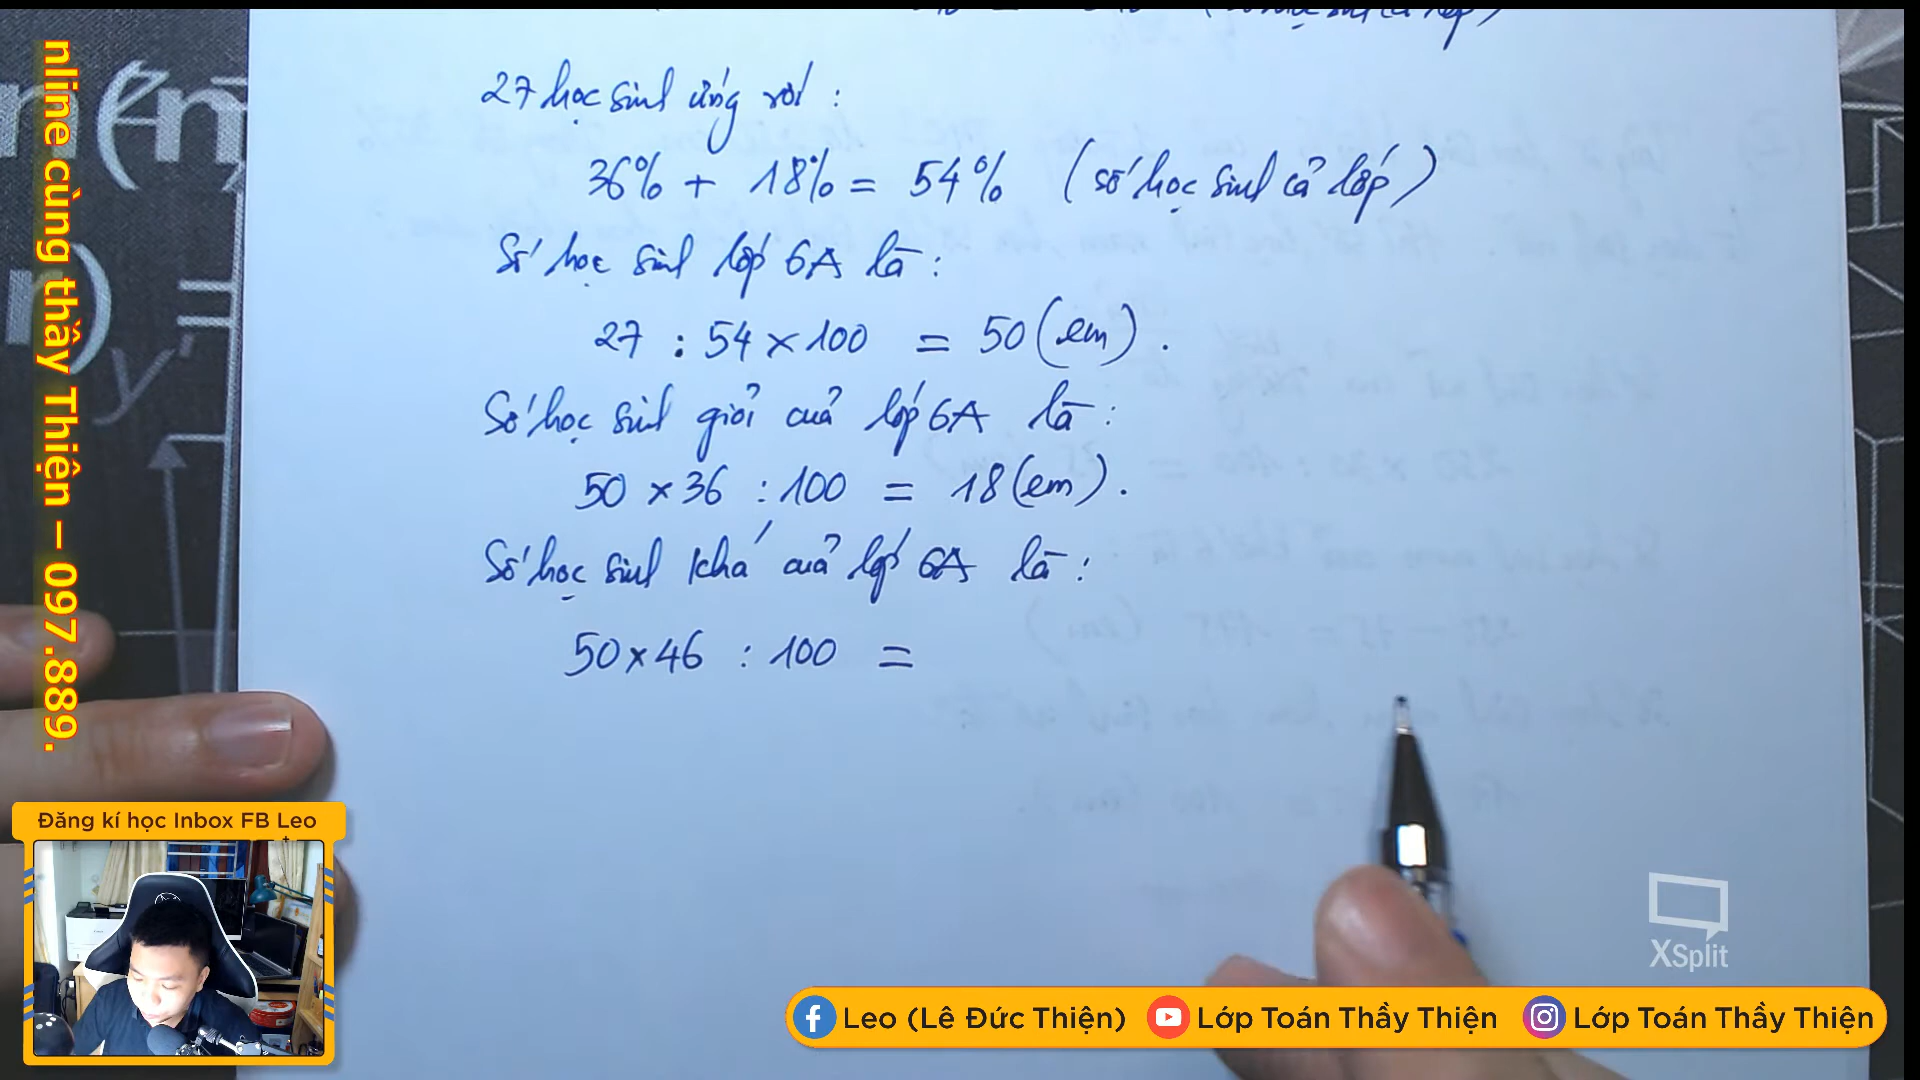 27 học sinh ứng với :
36% + 18% = 54% (số học sinh cả lớp)
Số học sinh lớp 6A là :
27 : 54 x 100 = 50 (em) .
Số học sinh giỏi của lớp 6A là :
50 x 36 : 100 = 18 (em) .
Số học sinh khá của lớp 6A là :
50 x 46 : 100 =
nline cùng thầy Thiện – 097.889.
Đăng kí học Inbox FB Leo
XSplit
Leo (Lê Đức Thiện) Lớp Toán Thầy Thiện Lớp Toán Thầy Thiện